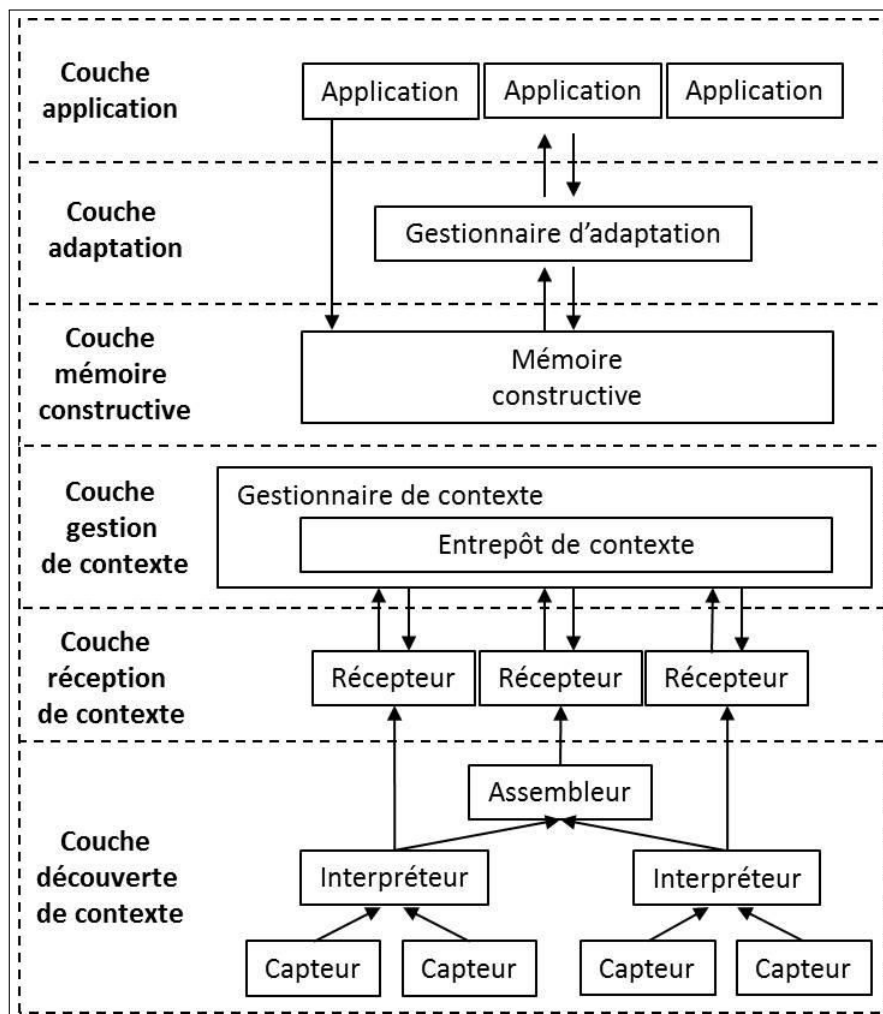 Couche
application
Application
Application
Application
Couche
adaptation
Gestionnaire d'adaptation
Couche
mémoire
constructive
Mémoire
constructive
Couche
gestion
de contexte
Gestionnaire de contexte
Entrepôt de contexte
Couche
réception
de contexte
Récepteur
Récepteur
Récepteur
Couche
découverte
de contexte
Assembleur
Interpréteur
Interpréteur
Capteur
Capteur
Capteur
Capteur